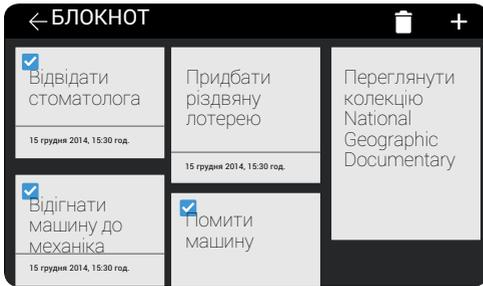 БЛОКНОТ
Відвідати
стоматолога
15 грудня 2014, 15:30 год.
Придбати
різдвяну
лотерею
15 грудня 2014, 15:30 год.
Переглянути
колекцію
National
Geographic
Documentary
Відігнати
машину до
механіка
15 грудня 2014, 15:30 год.
Помити
машину